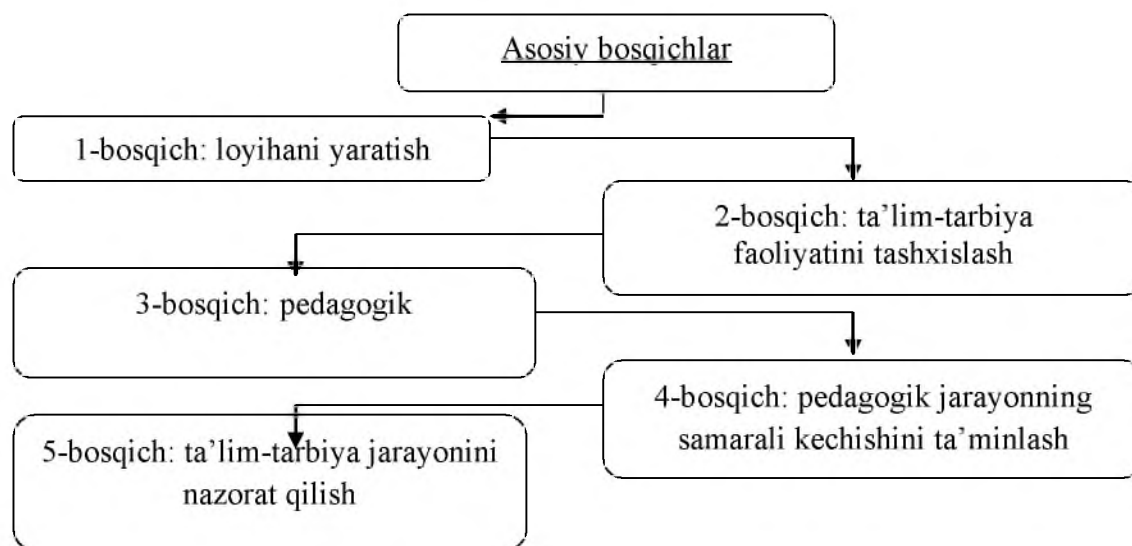 Asosiy bosqichlar
1-bosqich: loyihani yaratish
2-bosqich: ta’lim-tarbiya
faoliyatini tashxislash
3-bosqich: pedagogik
4-bosqich: pedagogik jarayonning
samarali kechishini ta’minlash
5-bosqich: ta’lim-tarbiya jarayonini
nazorat qilish